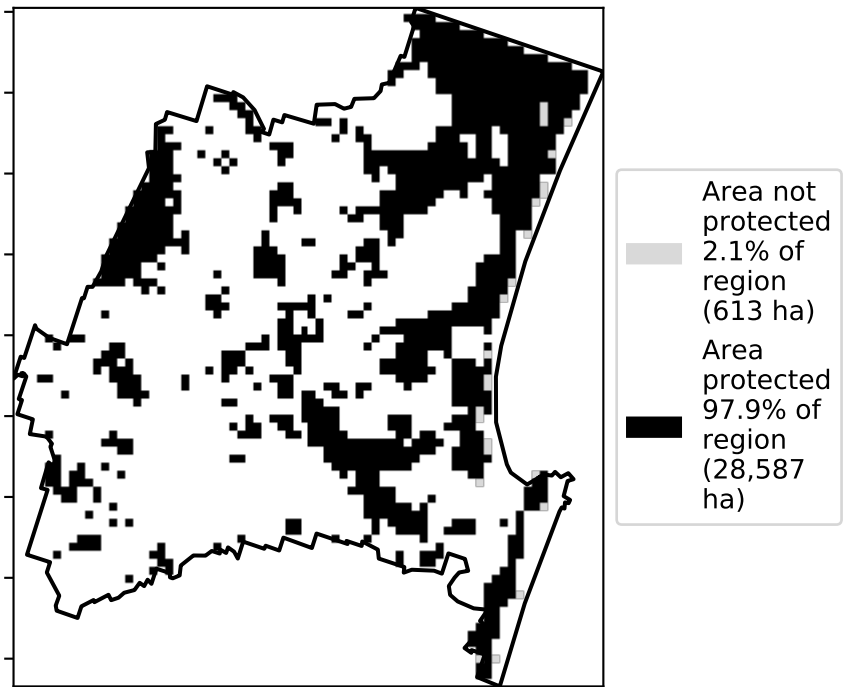 Area not
protected
2.1% of
region
(613 ha)
Area
protected
97.9% of
region
(28,587
ha)